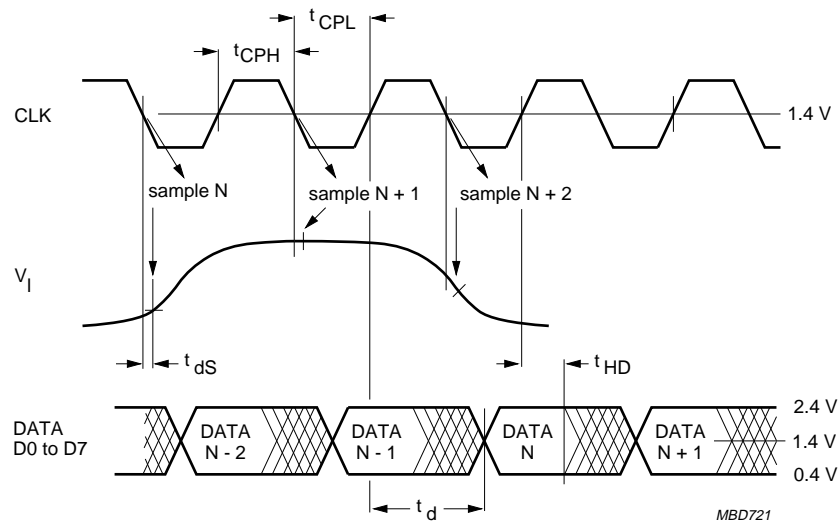 t CPL
t CPH
CLK
1.4 V
sample N
sample N + 1
sample N + 2
V I
t dS
t HD
DATA
D0 to D7
DATA
N - 2
DATA
N - 1
DATA
N
DATA
N + 1
2.4 V
1.4 V
0.4 V
t d
MBD721